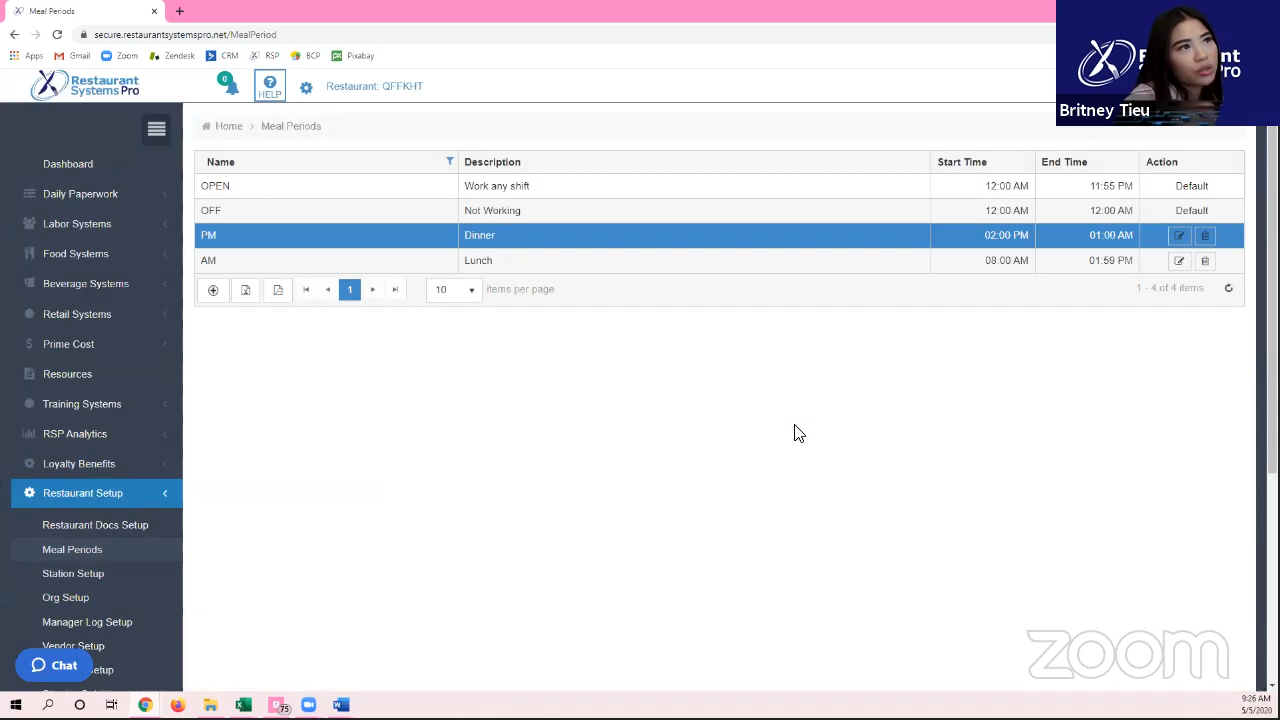 Meal Periods
secure.restaurantsystemspro.net/MealPeriod
Apps Gmail Zoom Zendesk CRM RSP BCP Pixabay
Restaurant Systems Pro
0
HELP
Restaurant: QFFKHT
Britney Tieu
Home > Meal Periods
Name Description Start Time End Time Action
OPEN Work any shift 12:00 AM 11:55 PM Default
OFF Not Working 12:00 AM 12:00 AM Default
PM Dinner 02:00 PM 01:00 AM
AM Lunch 08:00 AM 01:59 PM
1 10 items per page 1 - 4 of 4 items
Dashboard
Daily Paperwork
Labor Systems
Food Systems
Beverage Systems
Retail Systems
Prime Cost
Resources
Training Systems
RSP Analytics
Loyalty Benefits
Restaurant Setup
Restaurant Docs Setup
Meal Periods
Station Setup
Org Setup
Manager Log Setup
Vendor Setup
Chat
zoom
75
9:26 AM
5/5/2020